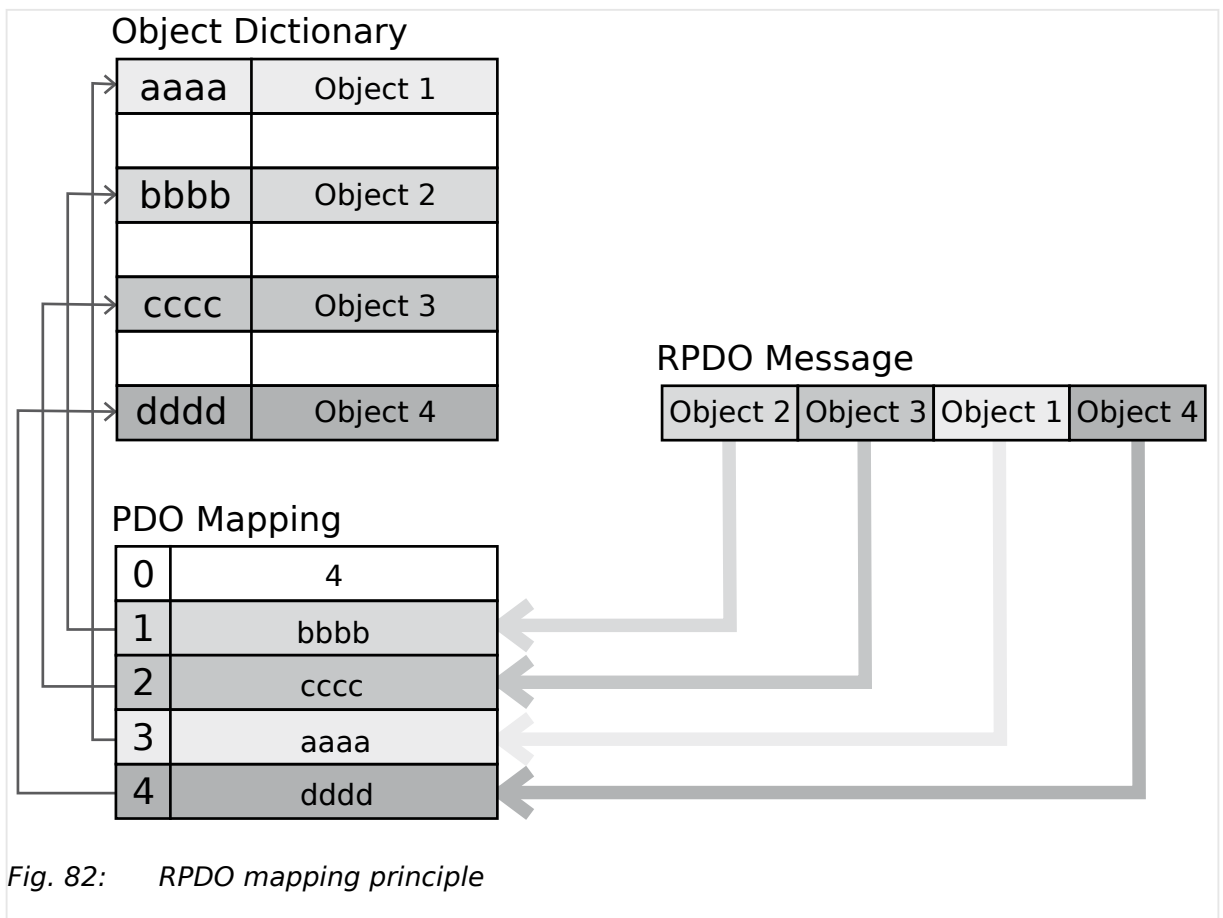 Object Dictionary
aaaa Object 1
bbbb Object 2
cccc Object 3
dddd Object 4
RPDO Message
Object 2 Object 3 Object 1 Object 4
PDO Mapping
0 4
1 bbbb
2 cccc
3 aaaa
4 dddd
Fig. 82: RPDO mapping principle